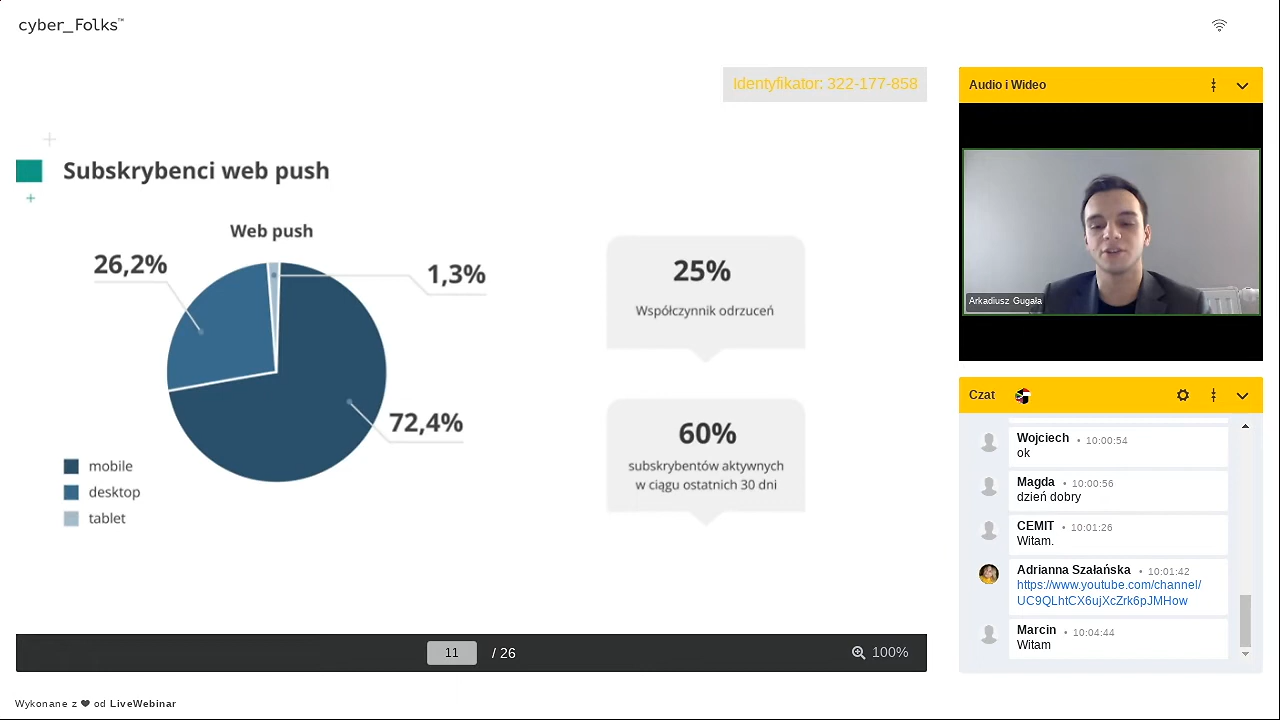 cyber_Folks™
Identyfikator: 322-177-858
Subskrybenci web push
Web push
26,2%
1,3%
72,4%
mobile
desktop
tablet
25%
Współczynnik odrzuceń
60%
subskrybentów aktywnych
w ciągu ostatnich 30 dni
11 / 26
100%
Wykonane z ❤ od LiveWebinar
Audio i Wideo
Arkadiusz Gugała
Czat
Wojciech • 10:00:54
ok
Magda • 10:00:56
dzień dobry
CEMIT • 10:01:26
Witam.
Adrianna Szałańska • 10:01:42
https://www.youtube.com/channel/
UC9QLhtCX6ujXcZrk6pJMHow
Marcin • 10:04:44
Witam